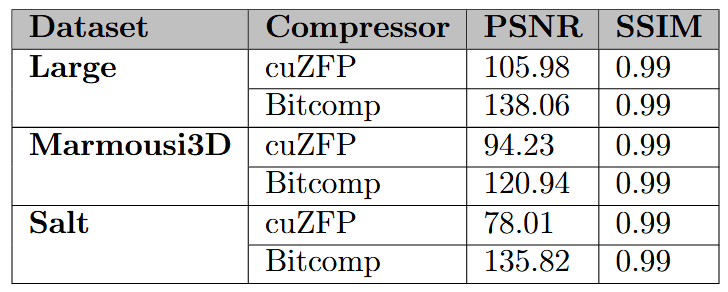 Dataset Compressor PSNR SSIM
Large cuZFP 105.98 0.99
Bitcomp 138.06 0.99
Marmousi3D cuZFP 94.23 0.99
Bitcomp 120.94 0.99
Salt cuZFP 78.01 0.99
Bitcomp 135.82 0.99